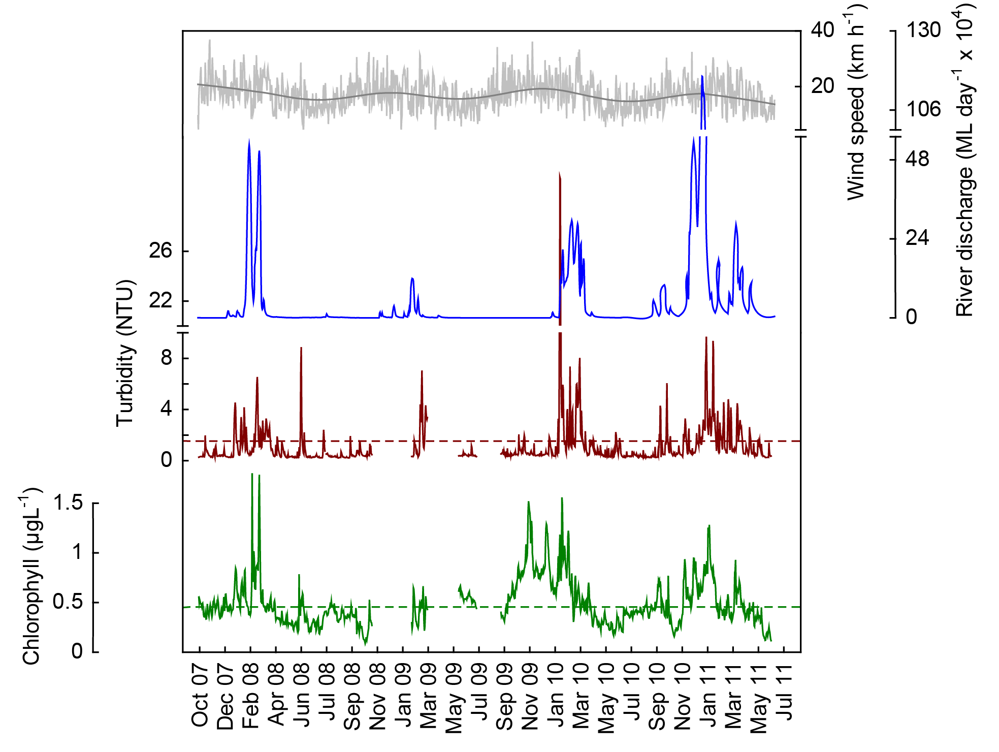 40
20
Wind speed (km h-1)
130
106
48
24
0
River discharge (ML day-1 x 104)
26
22
8
4
0
Turbidity (NTU)
1.5
1
0.5
0
Chlorophyll (µgL-1)
Oct 07
Dec 07
Feb 08
Apr 08
Jun 08
Jul 08
Sep 08
Nov 08
Jan 09
Mar 09
May 09
Jul 09
Sep 09
Nov 09
Jan 10
Mar 10
May 10
Jul 10
Sep 10
Nov 10
Jan 11
Mar 11
May 11
Jul 11